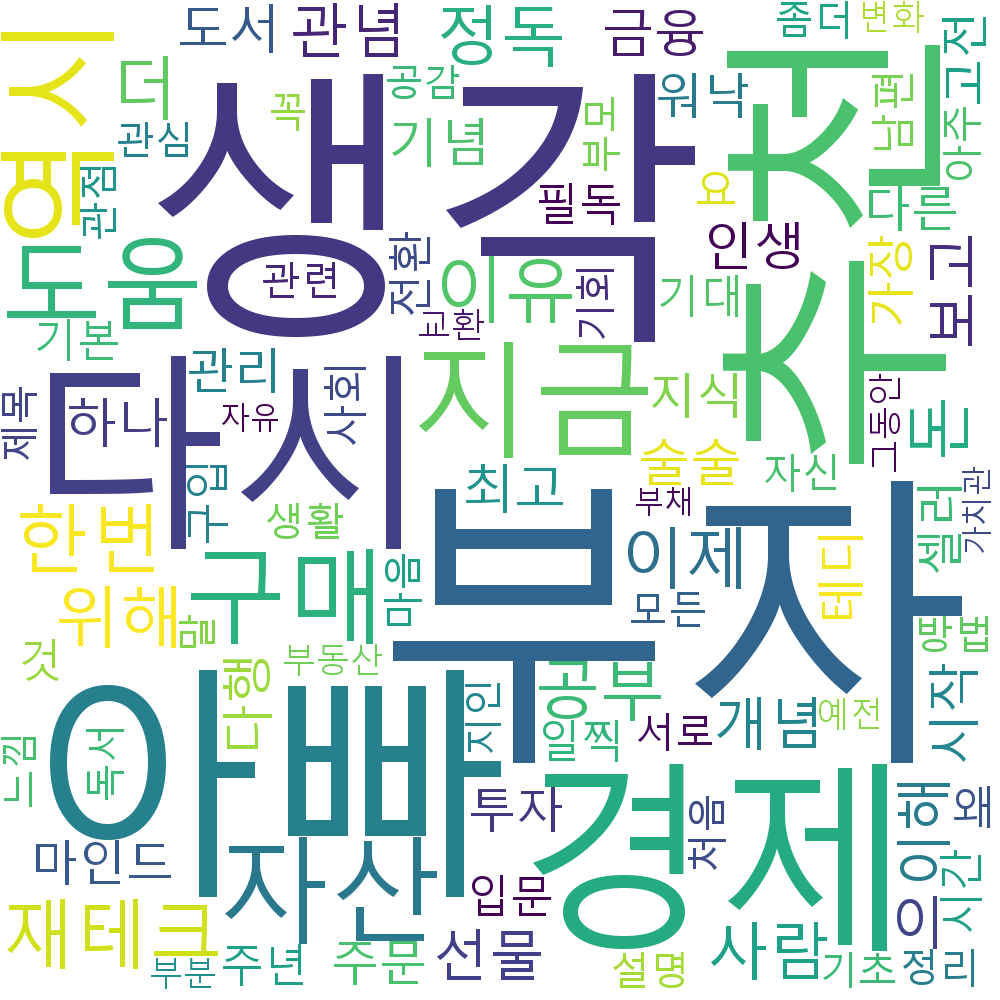 도서
관념
정독
금융
좀더
변화
역시
더
생각
추천
전
꼭
공감
워낙
관심
기념
부모
남편
고
아주
관점
필독
요
다른
도움
관련
전환
이유
기회
인생
가장
보고
기본
교환
기대
다시
관리
지금
지식
제목
하나
자유
사회
그동안
돈
구입
최고
술술
자신
한번
생활
부채
셀러
가치관
부자
이제
테디
구매
마음
위해
말
모든
방법
것
다행
부동산
공부
지인
일찍
서로
개념
예전
시작
느낌
독서
아빠
경제
투자
처음
이해
왜
마인드
자산
입문
이
시간
재테크
부분
주년
주문
선물
설명
사람
기초
정리